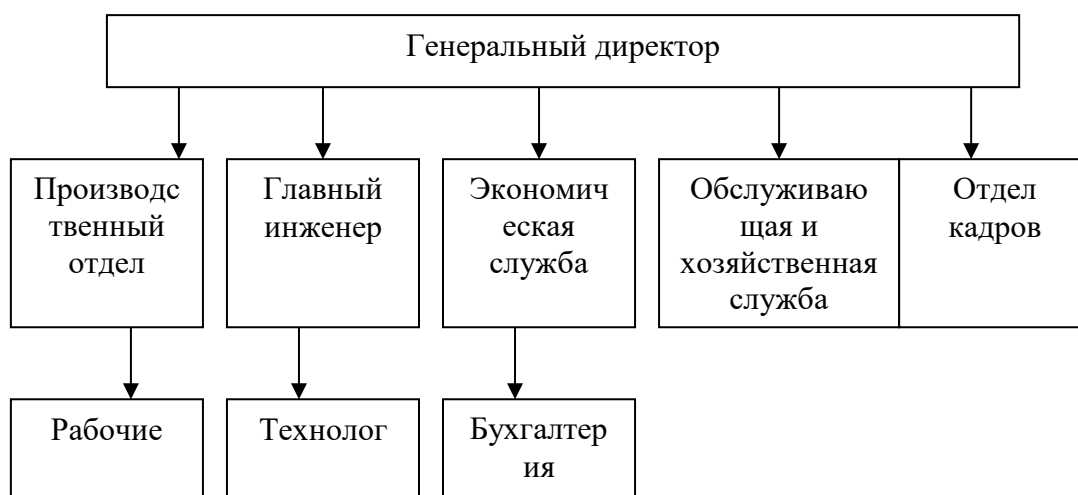 Генеральный директор
Производс
твенный
отдел
Главный
инженер
Экономич
еская
служба
Обслуживаю
щая и
хозяйственная
служба
Отдел
кадров
Рабочие
Технолог
Бухгалтер
ия